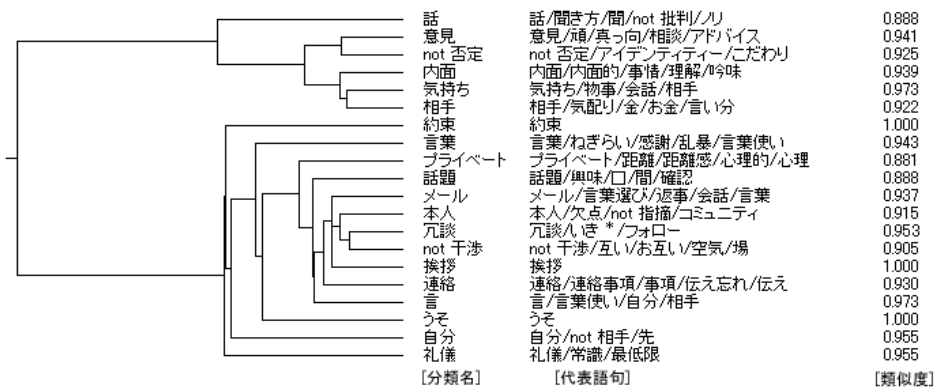 話 話/聞き方/聞/not 批判/ノリ 0.888
意見 意見/頑/真っ向/相談/アドバイス 0.941
not 否定 not 否定/アイデンティティー/こだわり 0.925
内面 内面/内面的/事情/理解/吟味 0.939
気持ち 気持ち/物事/会話/相手 0.973
相手 相手/気配り/金/お金/言い分 0.922
約束 約束 1.000
言葉 言葉/ねぎらい/感謝/乱暴/言葉使い 0.943
プライベート プライベート/距離/距離感/心理的/心理 0.881
話題 話題/興味/口/間/確認 0.888
メール メール/言葉選び/返事/会話/言葉 0.937
本人 本人/欠点/not 指摘/コミュニティ 0.915
冗談 冗談/いき*/フォロー 0.953
not 干渉 not 干渉/互い/お互い/空気/場 0.905
挨拶 挨拶 1.000
連絡 連絡/連絡事項/事項/伝え忘れ/伝え 0.930
言 言/言葉使い/自分/相手 0.973
うそ うそ 1.000
自分 自分/not 相手/先 0.955
礼儀 礼儀/常識/最低限 0.955
[分類名] [代表語句] [類似度]